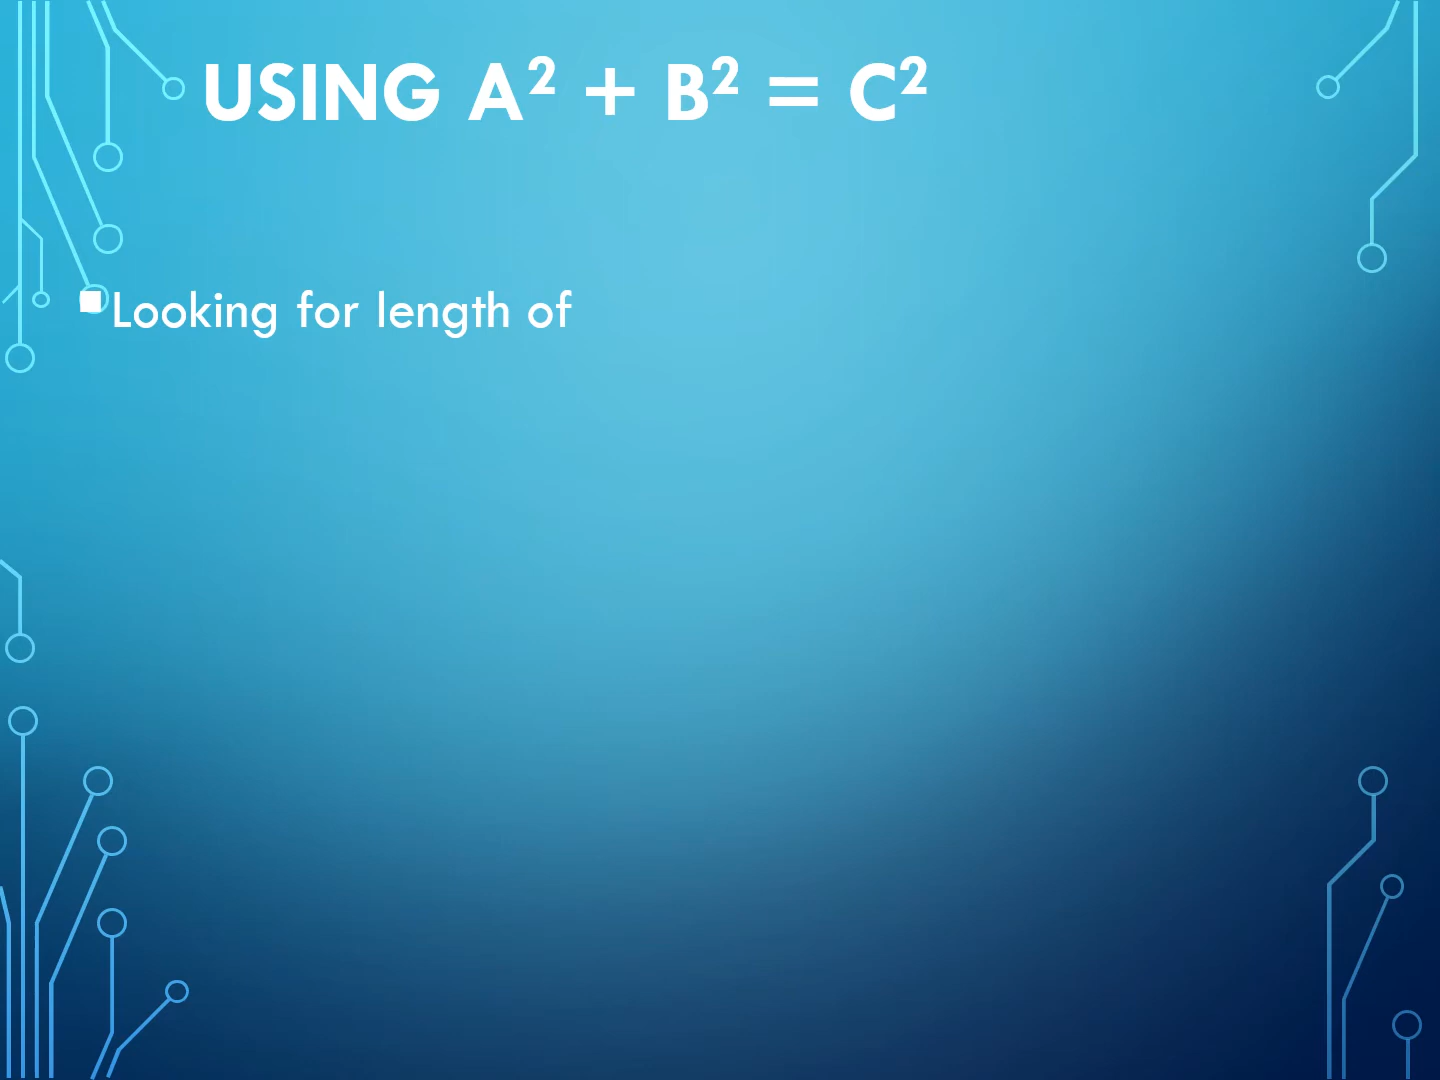 USING A² + B² = C²
Looking for length of